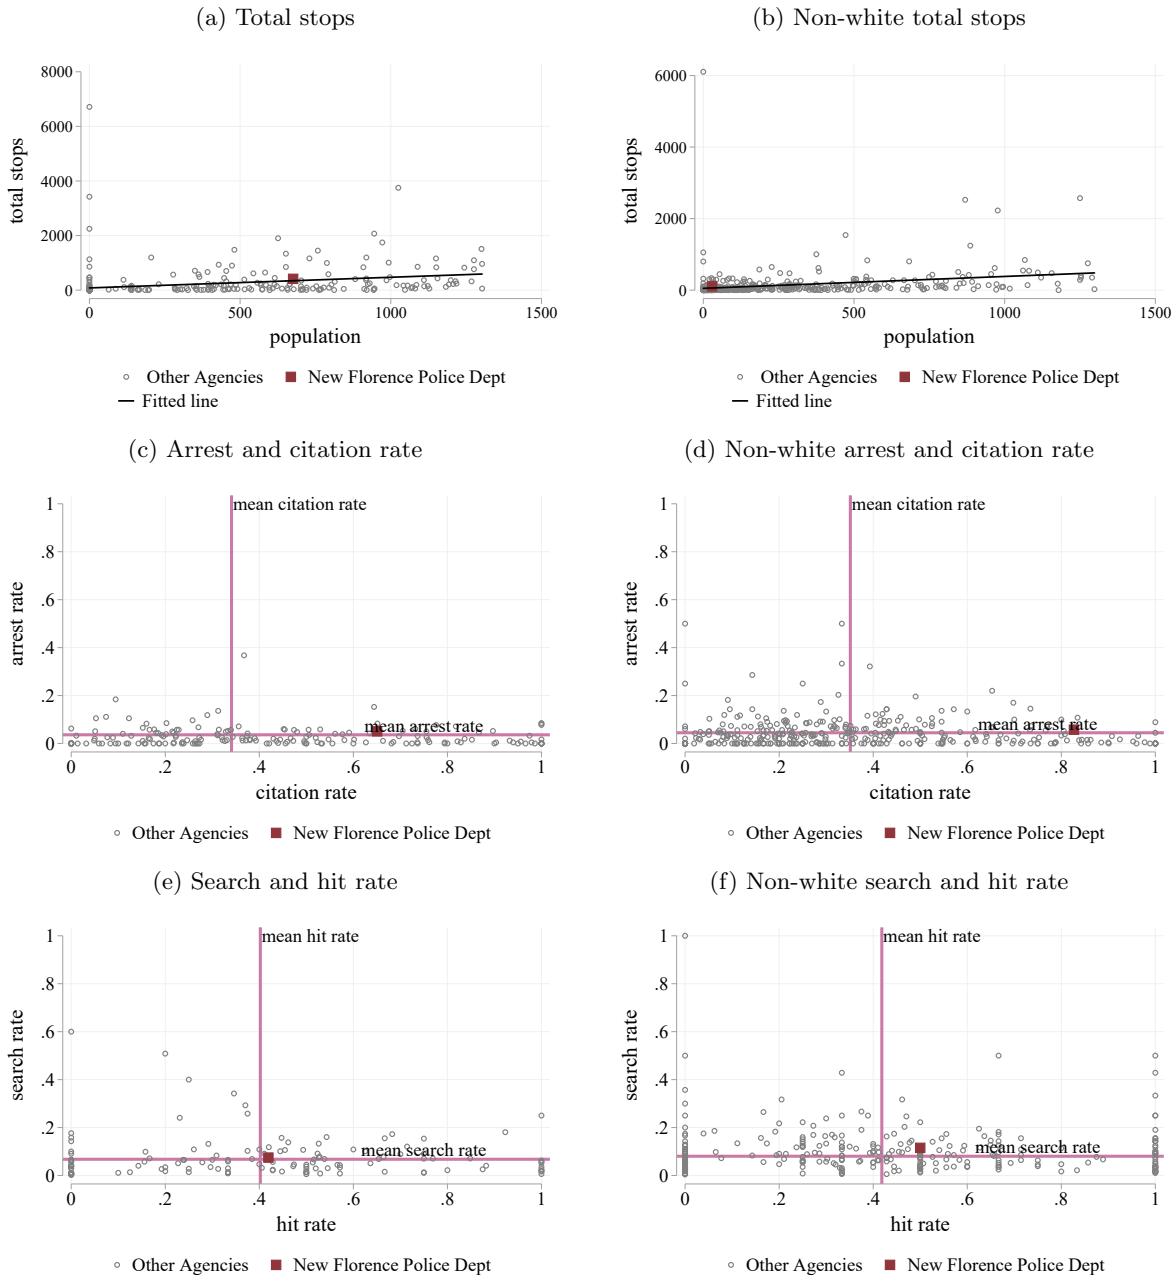 (a) Total stops
(b) Non-white total stops
total stops
8000
6000
4000
2000
0
0 500 1000 1500
population
Other Agencies New Florence Police Dept
Fitted line
total stops
6000
4000
2000
0
0 500 1000 1500
population
Other Agencies New Florence Police Dept
Fitted line
(c) Arrest and citation rate
(d) Non-white arrest and citation rate
arrest rate
1
.8
.6
.4
.2
0
mean citation rate
mean arrest rate
0 .2 .4 .6 .8 1
citation rate
Other Agencies New Florence Police Dept
arrest rate
1
.8
.6
.4
.2
0
mean citation rate
mean arrest rate
0 .2 .4 .6 .8 1
citation rate
Other Agencies New Florence Police Dept
(e) Search and hit rate
(f) Non-white search and hit rate
search rate
1
.8
.6
.4
.2
0
mean hit rate
mean search rate
0 .2 .4 .6 .8 1
hit rate
Other Agencies New Florence Police Dept
search rate
1
.8
.6
.4
.2
0
mean hit rate
mean search rate
0 .2 .4 .6 .8 1
hit rate
Other Agencies New Florence Police Dept